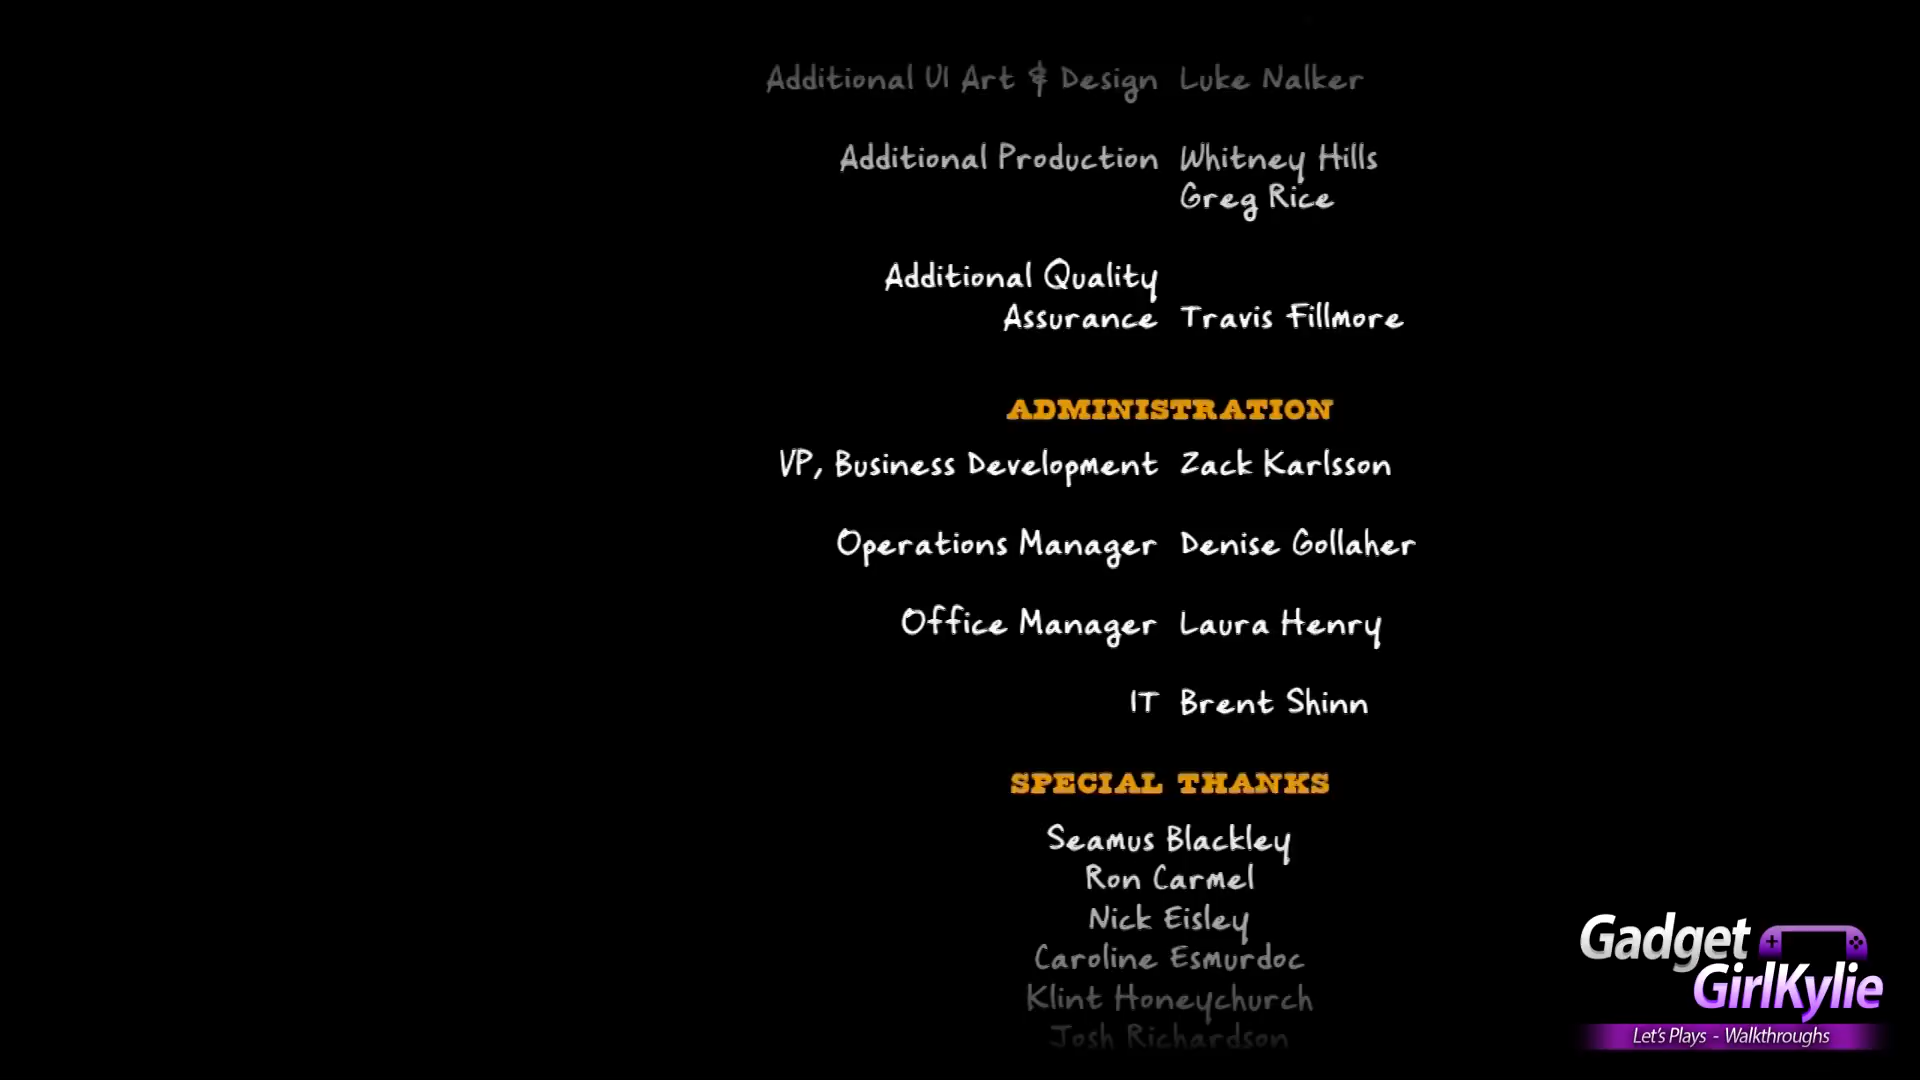 Additional UI Art & Design Luke Nalker
Additional Production Whitney Hills
Greg Rice
Additional Quality
Assurance Travis Fillmore
ADMINISTRATION
VP, Business Development Zack Karlsson
Operations Manager Denise Gollaher
Office Manager Laura Henry
IT Brent Shinn
SPECIAL THANKS
Seamus Blackley
Ron Carmel
Nick Eisley
Caroline Esmurdoc
Klint Honeychurch
Josh Richardson
Gadget
GirlKylie
Let's Plays - Walkthroughs